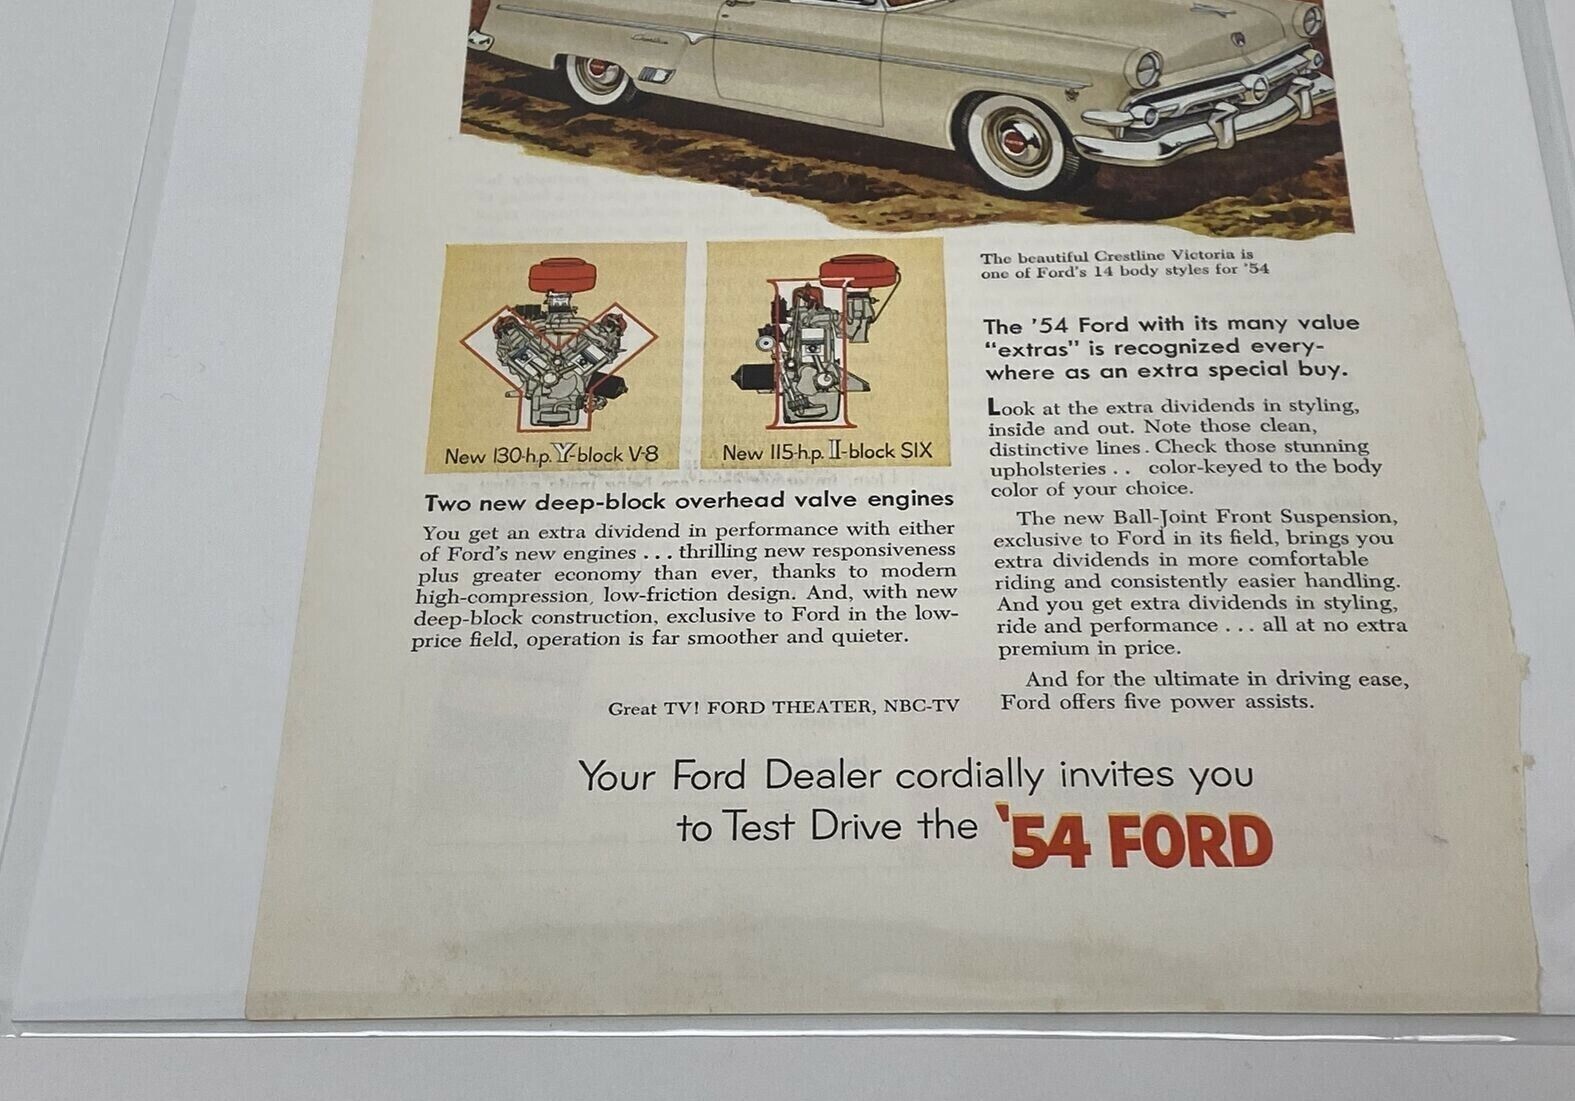 Crestline
The beautiful Crestline Victoria is
one of Ford's 14 body styles for '54
New 130-h.p. Y-block V-8
New 115-h.p. I-block SIX
Two new deep-block overhead valve engines
You get an extra dividend in performance with either
of Ford's new engines . . . thrilling new responsiveness
plus greater economy than ever, thanks to modern
high-compression, low-friction design. And, with new
deep-block construction, exclusive to Ford in the low-
price field, operation is far smoother and quieter.
Great TV! FORD THEATER, NBC-TV
The '54 Ford with its many value
"extras" is recognized every-
where as an extra special buy.
Look at the extra dividends in styling,
inside and out. Note those clean,
distinctive lines. Check those stunning
upholsteries . . color-keyed to the body
color of your choice.
The new Ball-Joint Front Suspension,
exclusive to Ford in its field, brings you
extra dividends in more comfortable
riding and consistently easier handling.
And you get extra dividends in styling,
ride and performance . . . all at no extra
premium in price.
And for the ultimate in driving ease,
Ford offers five power assists.
Your Ford Dealer cordially invites you
to Test Drive the '54 FORD